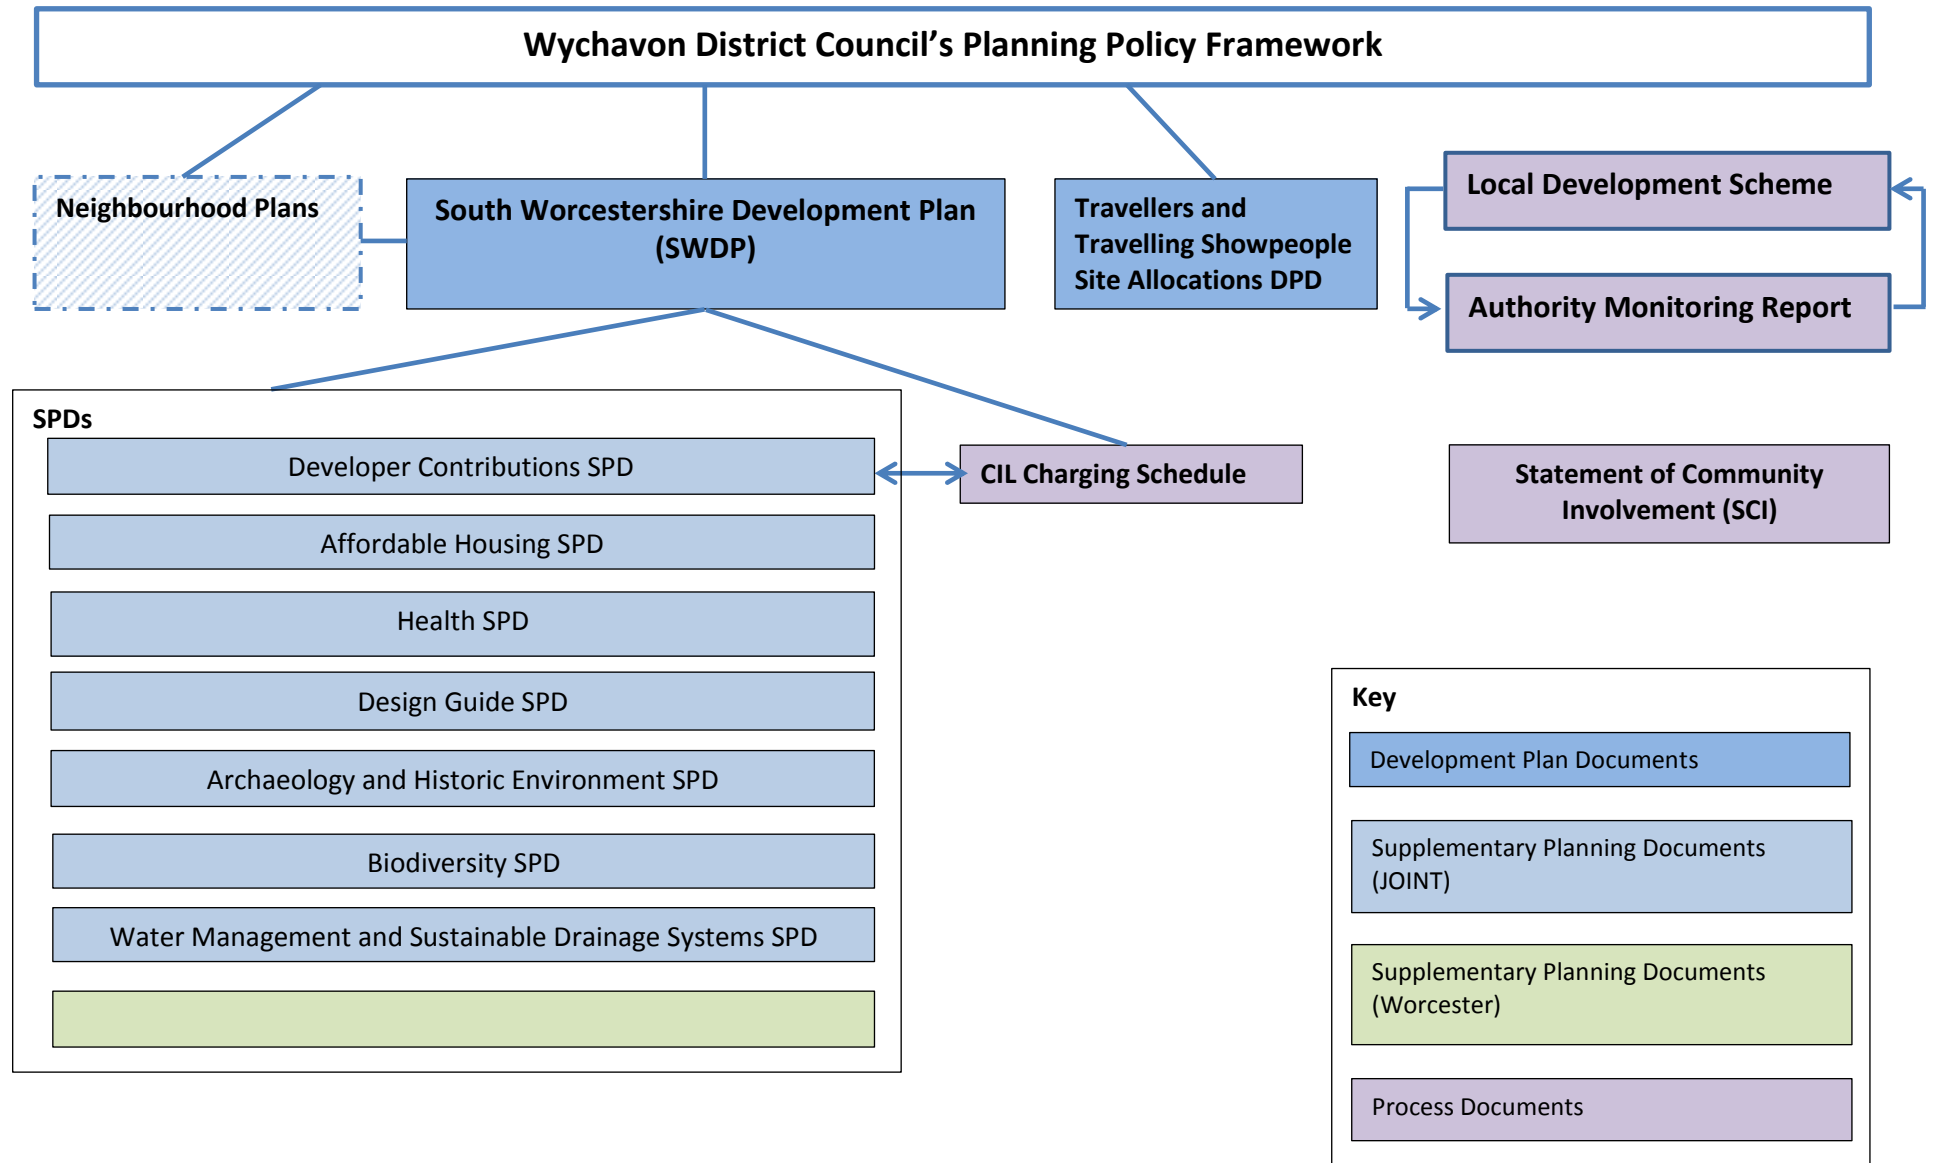 Wychavon District Council’s Planning Policy Framework
Neighbourhood Plans
South Worcestershire Development Plan
(SWDP)
Travellers and
Travelling Showpeople
Site Allocations DPD
Local Development Scheme
Authority Monitoring Report
SPDs
Developer Contributions SPD
Affordable Housing SPD
Health SPD
Design Guide SPD
Archaeology and Historic Environment SPD
Biodiversity SPD
Water Management and Sustainable Drainage Systems SPD
CIL Charging Schedule
Statement of Community
Involvement (SCI)
Key
Development Plan Documents
Supplementary Planning Documents
(JOINT)
Supplementary Planning Documents
(Worcester)
Process Documents